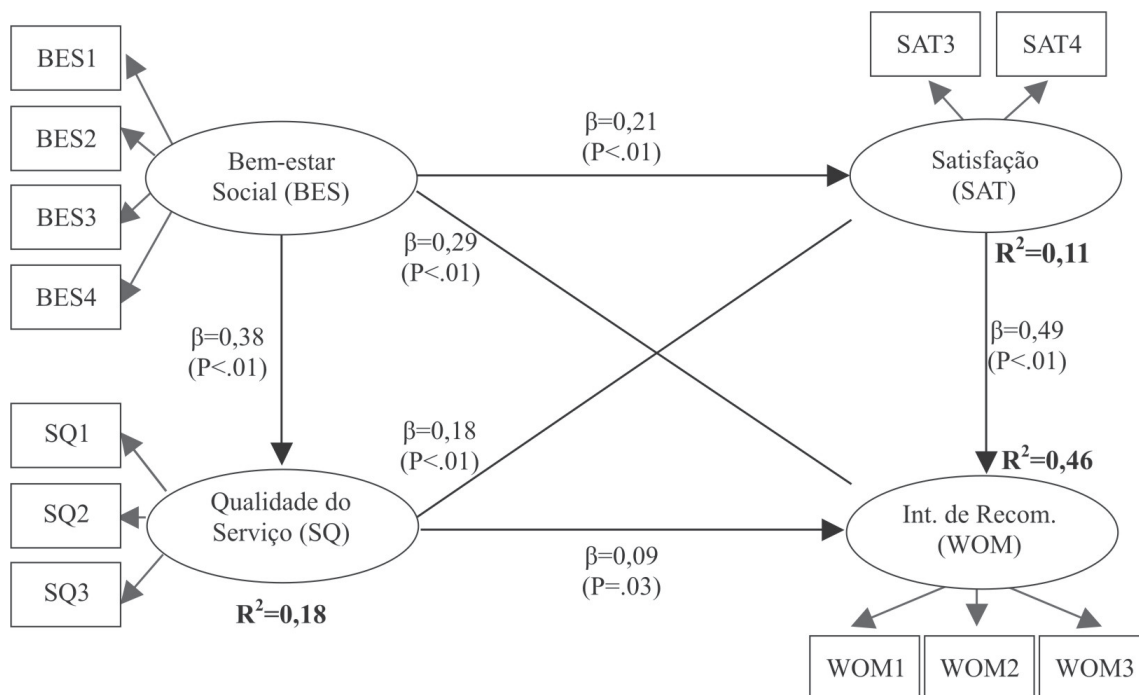 BES1
BES2
BES3
BES4
Bem-estar
Social (BES)
β=0,21
(P<.01)
SAT3
SAT4
Satisfação
(SAT)
R²=0,11
β=0,29
(P<.01)
β=0,38
(P<.01)
β=0,49
(P<.01)
β=0,18
(P<.01)
SQ1
SQ2
SQ3
Qualidade do
Serviço (SQ)
R²=0,18
β=0,09
(P=.03)
R²=0,46
Int. de Recom.
(WOM)
WOM1
WOM2
WOM3